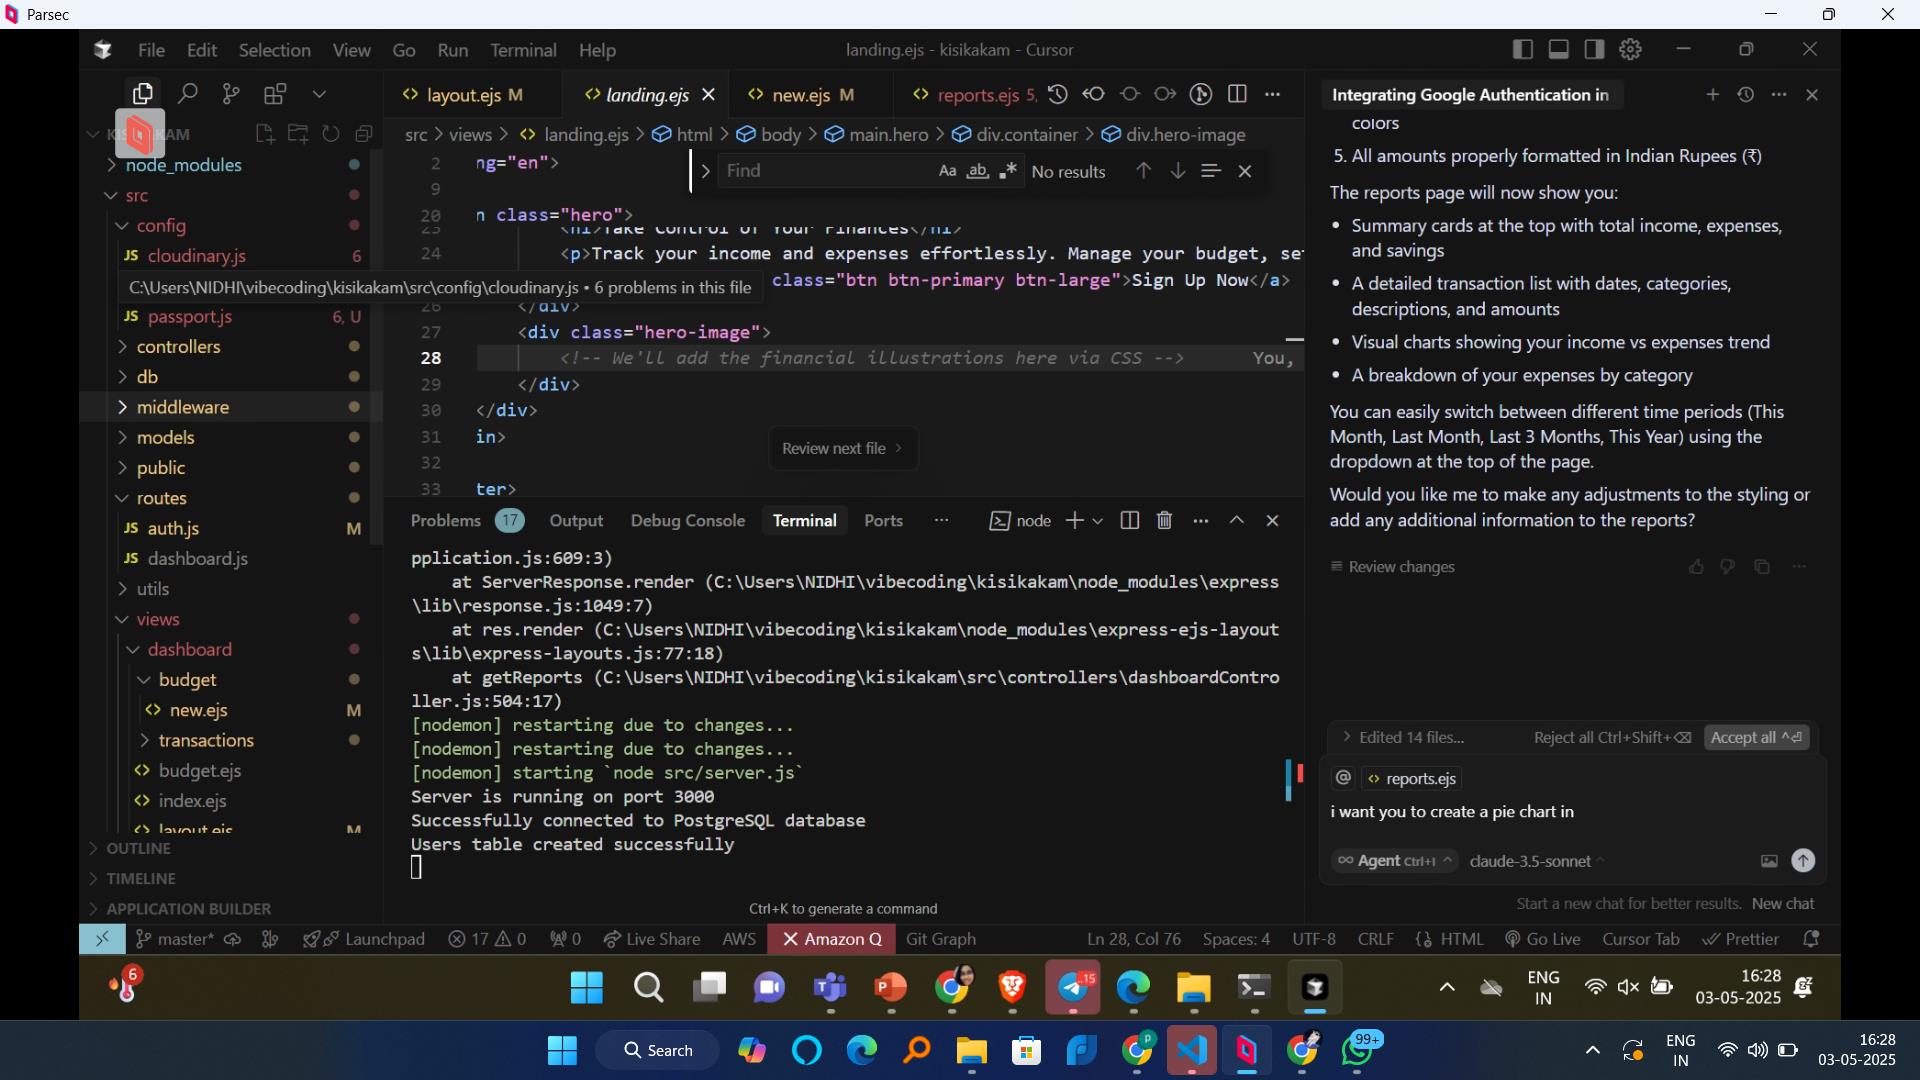 Parsec
File Edit Selection View Go Run Terminal Help
landing.ejs - kisikakam - Cursor
layout.ejs M
landing.ejs
new.ejs M
reports.ejs 5,
Integrating Google Authentication in
src > views > landing.ejs > html > body > main.hero > div.container > div.hero-image
KISIKAKAM
node_modules
src
config
JS cloudinary.js 6
C:\Users\NIDHI\vibecoding\kisikakam\src\config\cloudinary.js • 6 problems in this file
JS passport.js 6, U
controllers
db
middleware
models
public
routes
JS auth.js M
JS dashboard.js
utils
views
dashboard
budget
new.ejs M
transactions
budget.ejs
index.ejs
layout.ejs M
OUTLINE
TIMELINE
APPLICATION BUILDER
Find
Aa ab .* No results
2 ng="en">
9
20 n class="hero">
23 <h1>Take Control of Your Finances</h1>
24 <p>Track your income and expenses effortlessly. Manage your budget, se
class="btn btn-primary btn-large">Sign Up Now</a>
26 </div>
27 <div class="hero-image">
28 <!-- We'll add the financial illustrations here via CSS --> You,
29 </div>
30 </div>
31 in>
32
33 ter>
Review next file >
Problems 17 Output Debug Console Terminal Ports ··· node
pplication.js:609:3)
at ServerResponse.render (C:\Users\NIDHI\vibecoding\kisikakam\node_modules\express
\lib\response.js:1049:7)
at res.render (C:\Users\NIDHI\vibecoding\kisikakam\node_modules\express-ejs-layout
s\lib\express-layouts.js:77:18)
at getReports (C:\Users\NIDHI\vibecoding\kisikakam\src\controllers\dashboardContro
ller.js:504:17)
[nodemon] restarting due to changes...
[nodemon] restarting due to changes...
[nodemon] starting `node src/server.js`
Server is running on port 3000
Successfully connected to PostgreSQL database
Users table created successfully
Ctrl+K to generate a command
colors
5. All amounts properly formatted in Indian Rupees (₹)
The reports page will now show you:
• Summary cards at the top with total income, expenses,
and savings
• A detailed transaction list with dates, categories,
descriptions, and amounts
• Visual charts showing your income vs expenses trend
• A breakdown of your expenses by category
You can easily switch between different time periods (This
Month, Last Month, Last 3 Months, This Year) using the
dropdown at the top of the page.
Would you like me to make any adjustments to the styling or
add any additional information to the reports?
Review changes
> Edited 14 files... Reject all Ctrl+Shift+⌫ Accept all ^⏎
@ reports.ejs
i want you to create a pie chart in
∞ Agent Ctrl+I ^ claude-3.5-sonnet ^
Start a new chat for better results. New chat
master* Launchpad 17 0 0 Live Share AWS Amazon Q Git Graph
Ln 28, Col 76 Spaces: 4 UTF-8 CRLF HTML Go Live Cursor Tab Prettier
6
15
ENG
IN
16:28
03-05-2025
Search
P
99+
ENG
IN
16:28
03-05-2025